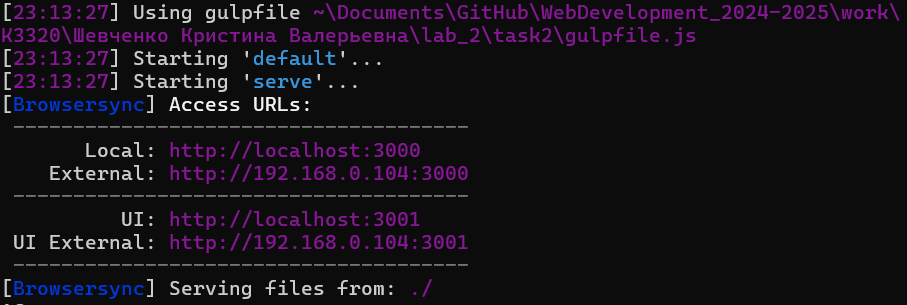 [23:13:27] Using gulpfile ~\Documents\GitHub\WebDevelopment_2024-2025\work\
K3320\Шевченко Кристина Валерьевна\lab_2\task2\gulpfile.js
[23:13:27] Starting 'default'...
[23:13:27] Starting 'serve'...
[Browsersync] Access URLs:
--------------------------------------
Local: http://localhost:3000
External: http://192.168.0.104:3000
--------------------------------------
UI: http://localhost:3001
UI External: http://192.168.0.104:3001
--------------------------------------
[Browsersync] Serving files from: ./